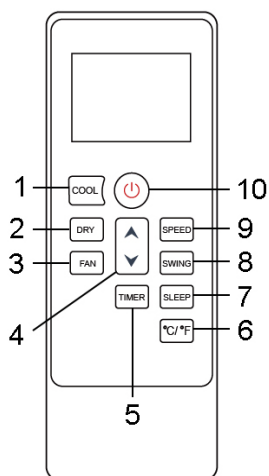 1 COOL 10
2 DRY SPEED 9
3 FAN SWING 8
4 TIMER SLEEP 7
°C/°F 6
5